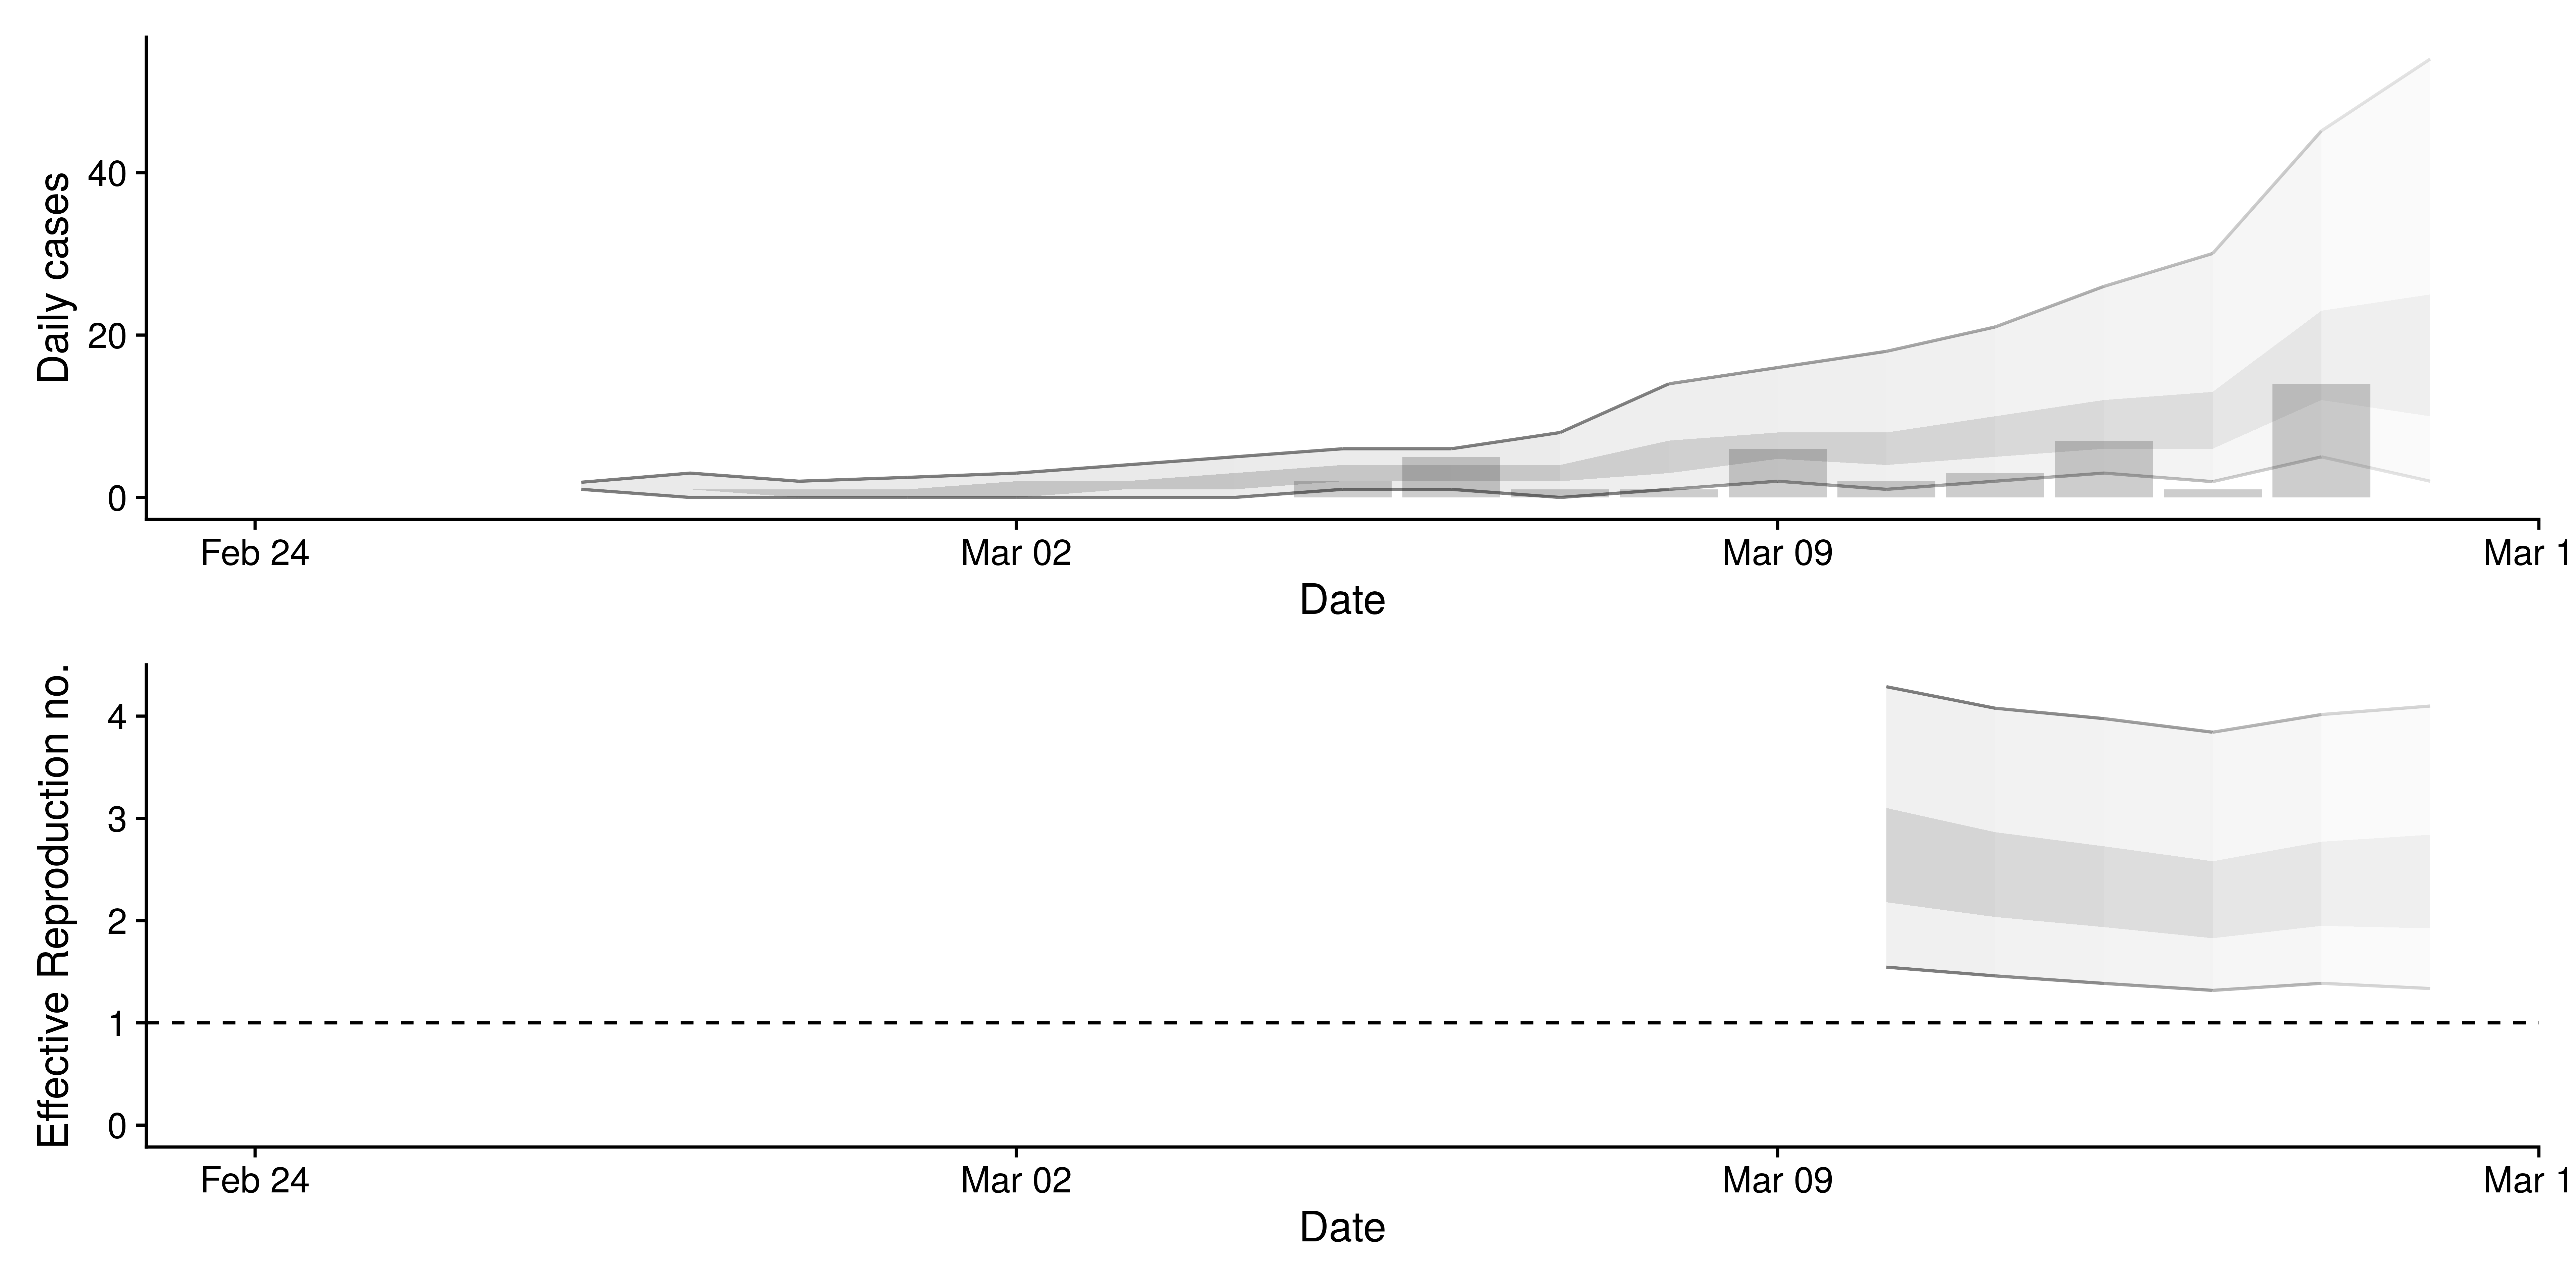 Daily cases
40
20
0
Feb 24
Mar 02
Mar 09
Mar 1
Date
Effective Reproduction no.
4
3
2
1
0
Feb 24
Mar 02
Mar 09
Mar 1
Date